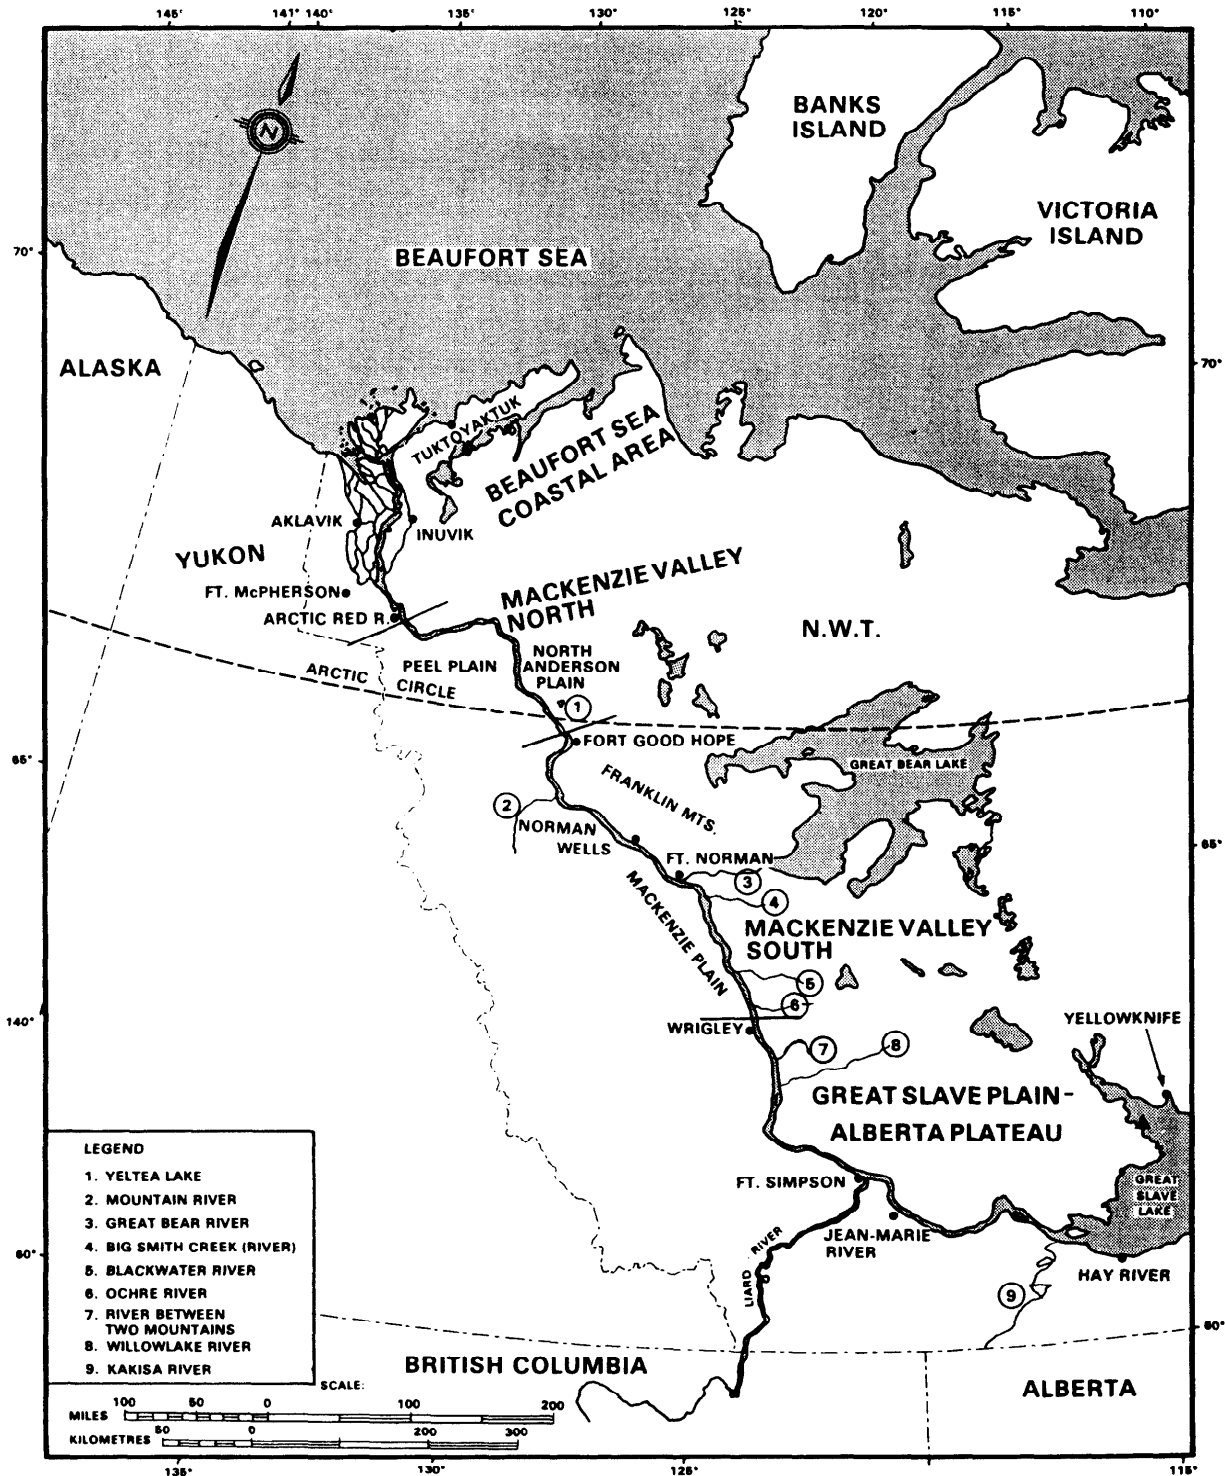 145°
141° 140°
135°
130°
125°
120°
115°
110°
N
BANKS
ISLAND
VICTORIA
ISLAND
70°
BEAUFORT SEA
ALASKA
70°
TUKTOYAKTUK
BEAUFORT SEA
COASTAL AREA
AKLAVIK
INUVIK
YUKON
MACKENZIE VALLEY
NORTH
FT. McPHERSON
ARCTIC RED R.
N.W.T.
NORTH
ANDERSON
PLAIN
PEEL PLAIN
ARCTIC CIRCLE
1
FORT GOOD HOPE
65°
GREAT BEAR LAKE
FRANKLIN MTS.
2
NORMAN
WELLS
65°
FT. NORMAN
3
4
MACKENZIE PLAIN
MACKENZIE VALLEY
SOUTH
5
6
140°
WRIGLEY
YELLOWKNIFE
7
8
GREAT SLAVE PLAIN-
ALBERTA PLATEAU
FT. SIMPSON
GREAT
SLAVE
LAKE
JEAN-MARIE
RIVER
LIARD RIVER
60°
HAY RIVER
9
60°
BRITISH COLUMBIA
ALBERTA
LEGEND
1. YELTEA LAKE
2. MOUNTAIN RIVER
3. GREAT BEAR RIVER
4. BIG SMITH CREEK (RIVER)
5. BLACKWATER RIVER
6. OCHRE RIVER
7. RIVER BETWEEN
TWO MOUNTAINS
8. WILLOWLAKE RIVER
9. KAKISA RIVER
SCALE:
100 50 0 100 200
MILES
KILOMETRES
50 0 200 300
135°
130°
125°
115°